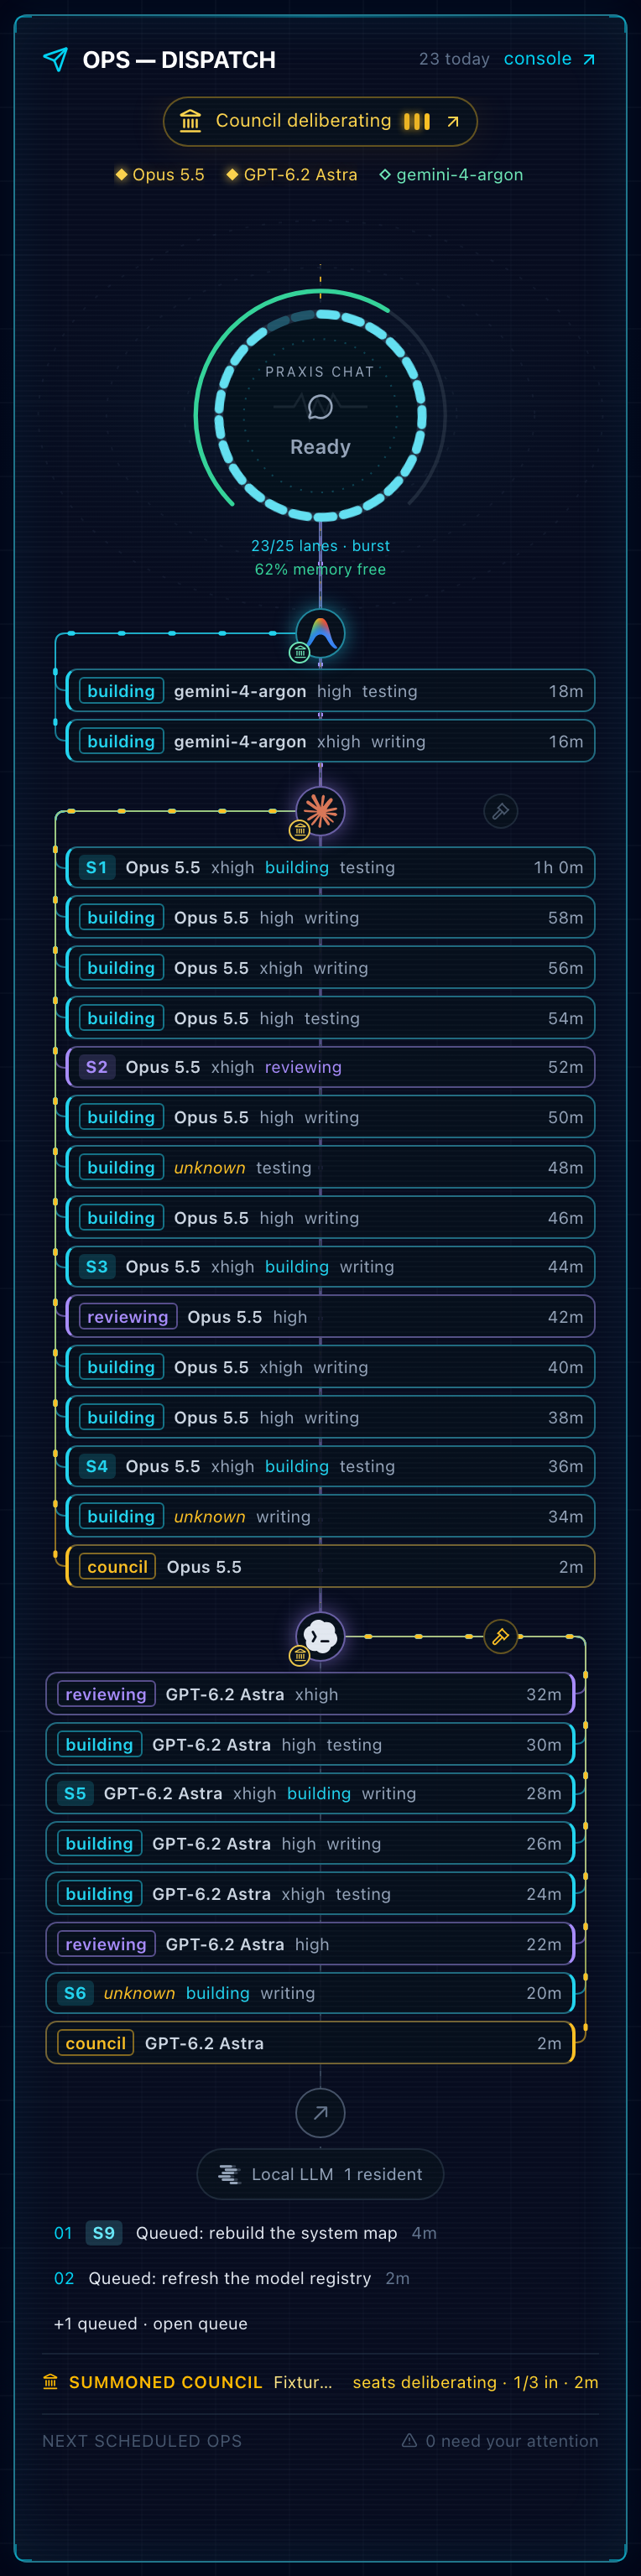 OPS — DISPATCH 23 today console
Council deliberating
Opus 5.5 GPT-6.2 Astra gemini-4-argon
PRAXIS CHAT
Ready
23/25 lanes · burst
62% memory free
building gemini-4-argon high testing 18m
building gemini-4-argon xhigh writing 16m
S1 Opus 5.5 xhigh building testing 1h 0m
building Opus 5.5 high writing 58m
building Opus 5.5 xhigh writing 56m
building Opus 5.5 high testing 54m
S2 Opus 5.5 xhigh reviewing 52m
building Opus 5.5 high writing 50m
building unknown testing 48m
building Opus 5.5 high writing 46m
S3 Opus 5.5 xhigh building writing 44m
reviewing Opus 5.5 high 42m
building Opus 5.5 xhigh writing 40m
building Opus 5.5 high writing 38m
S4 Opus 5.5 xhigh building testing 36m
building unknown writing 34m
council Opus 5.5 2m
reviewing GPT-6.2 Astra xhigh 32m
building GPT-6.2 Astra high testing 30m
S5 GPT-6.2 Astra xhigh building writing 28m
building GPT-6.2 Astra high writing 26m
building GPT-6.2 Astra xhigh testing 24m
reviewing GPT-6.2 Astra high 22m
S6 unknown building writing 20m
council GPT-6.2 Astra 2m
Local LLM 1 resident
01 S9 Queued: rebuild the system map 4m
02 Queued: refresh the model registry 2m
+1 queued · open queue
SUMMONED COUNCIL Fixtur... seats deliberating · 1/3 in · 2m
NEXT SCHEDULED OPS 0 need your attention